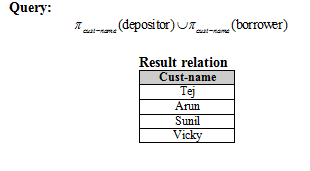 Query:
π cust-name (depositor) ∪ π cust-name (borrower)
Result relation
Cust-name
Tej
Arun
Sunil
Vicky